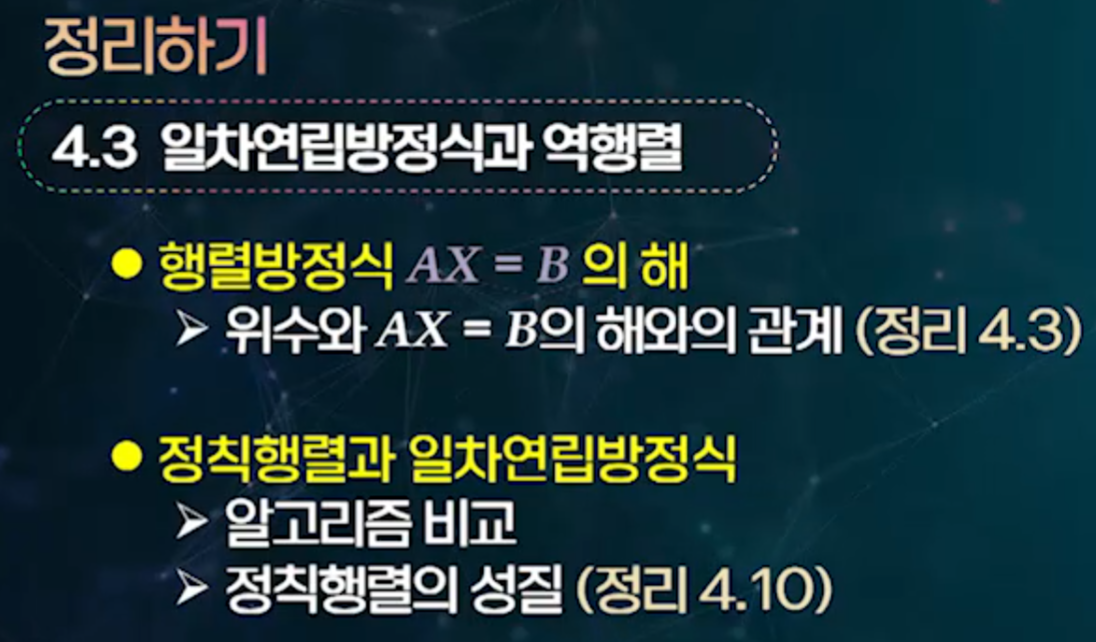 정리하기
4.3 일차연립방정식과 역행렬
● 행렬방정식 AX = B 의 해
➢ 위수와 AX = B의 해와의 관계 (정리 4.3)
● 정칙행렬과 일차연립방정식
➢ 알고리즘 비교
➢ 정칙행렬의 성질 (정리 4.10)